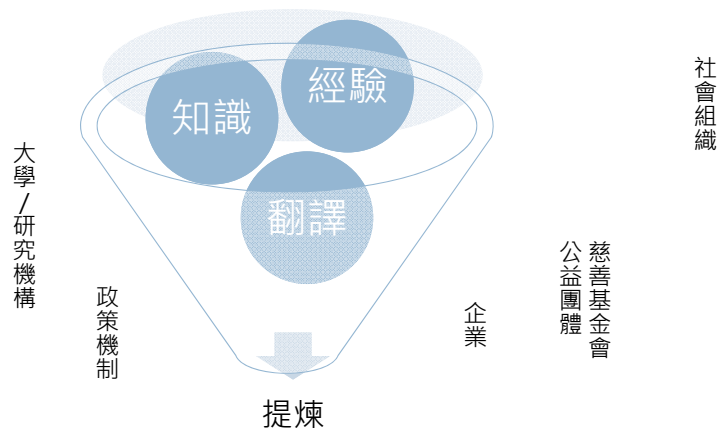 知識
經驗
翻譯
提煉
大學/研究機構
政策機制
企業
公益團體
慈善基金會
社會組織